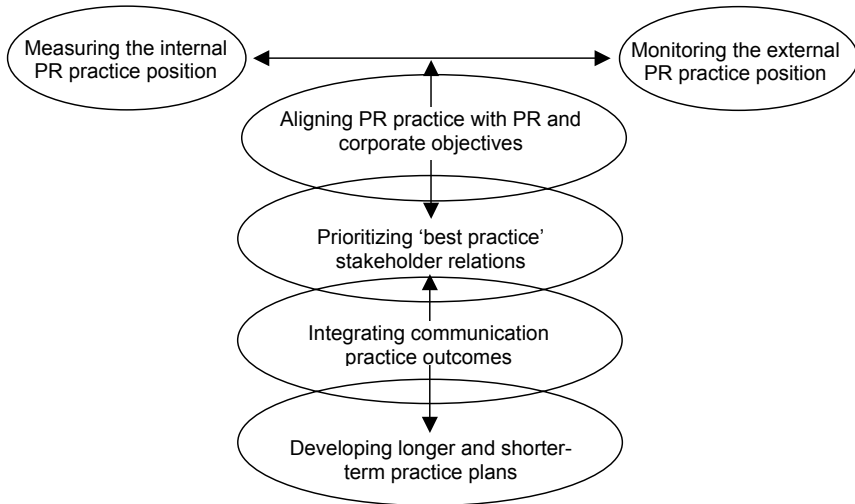 Measuring the internal
PR practice position
Monitoring the external
PR practice position
Aligning PR practice with PR and
corporate objectives
Prioritizing ‘best practice’
stakeholder relations
Integrating communication
practice outcomes
Developing longer and shorter-
term practice plans